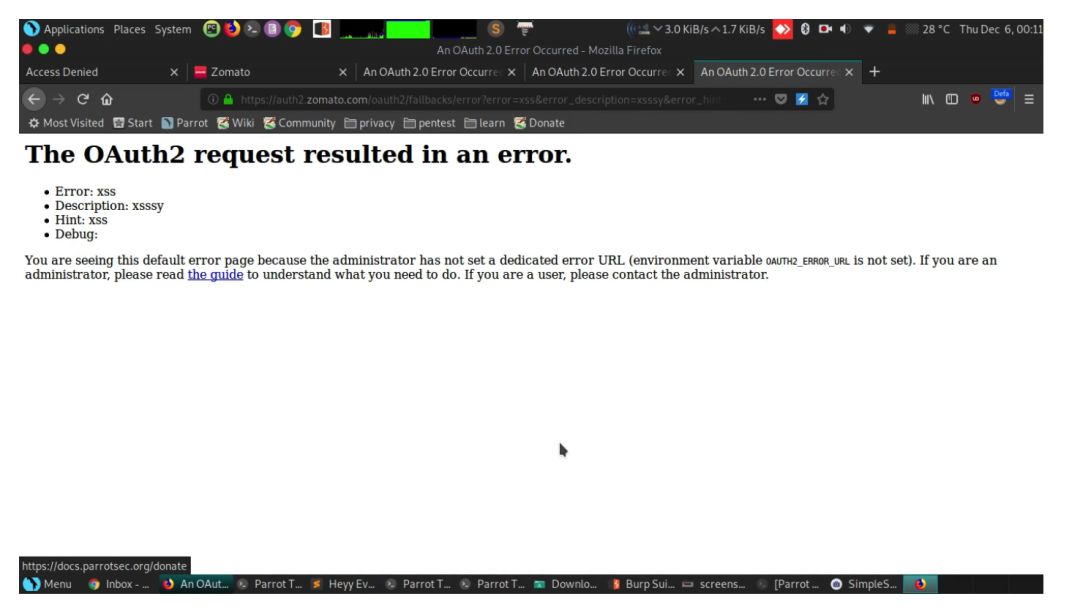 Applications Places System
3.0 KiB/s 1.7 KiB/s 28 °C Thu Dec 6, 00:11
An OAuth 2.0 Error Occurred - Mozilla Firefox
Access Denied Zomato An OAuth 2.0 Error Occurre An OAuth 2.0 Error Occurre An OAuth 2.0 Error Occurre
https://auth2.zomato.com/oauth2/fallbacks/error?error=xss&error_description=xsssy&error_hint
Defa
Most Visited Start Parrot Wiki Community privacy pentest learn Donate
The OAuth2 request resulted in an error.
Error: xss
Description: xsssy
Hint: xss
Debug:
You are seeing this default error page because the administrator has not set a dedicated error URL (environment variable OAUTH2_ERROR_URL is not set). If you are an
administrator, please read the guide to understand what you need to do. If you are a user, please contact the administrator.
https://docs.parrotsec.org/donate
Menu Inbox - ... An OAut... Parrot T... Heyy Ev... Parrot T... Parrot T... Downlo... Burp Sui... screens... [Parrot ... SimpleS...